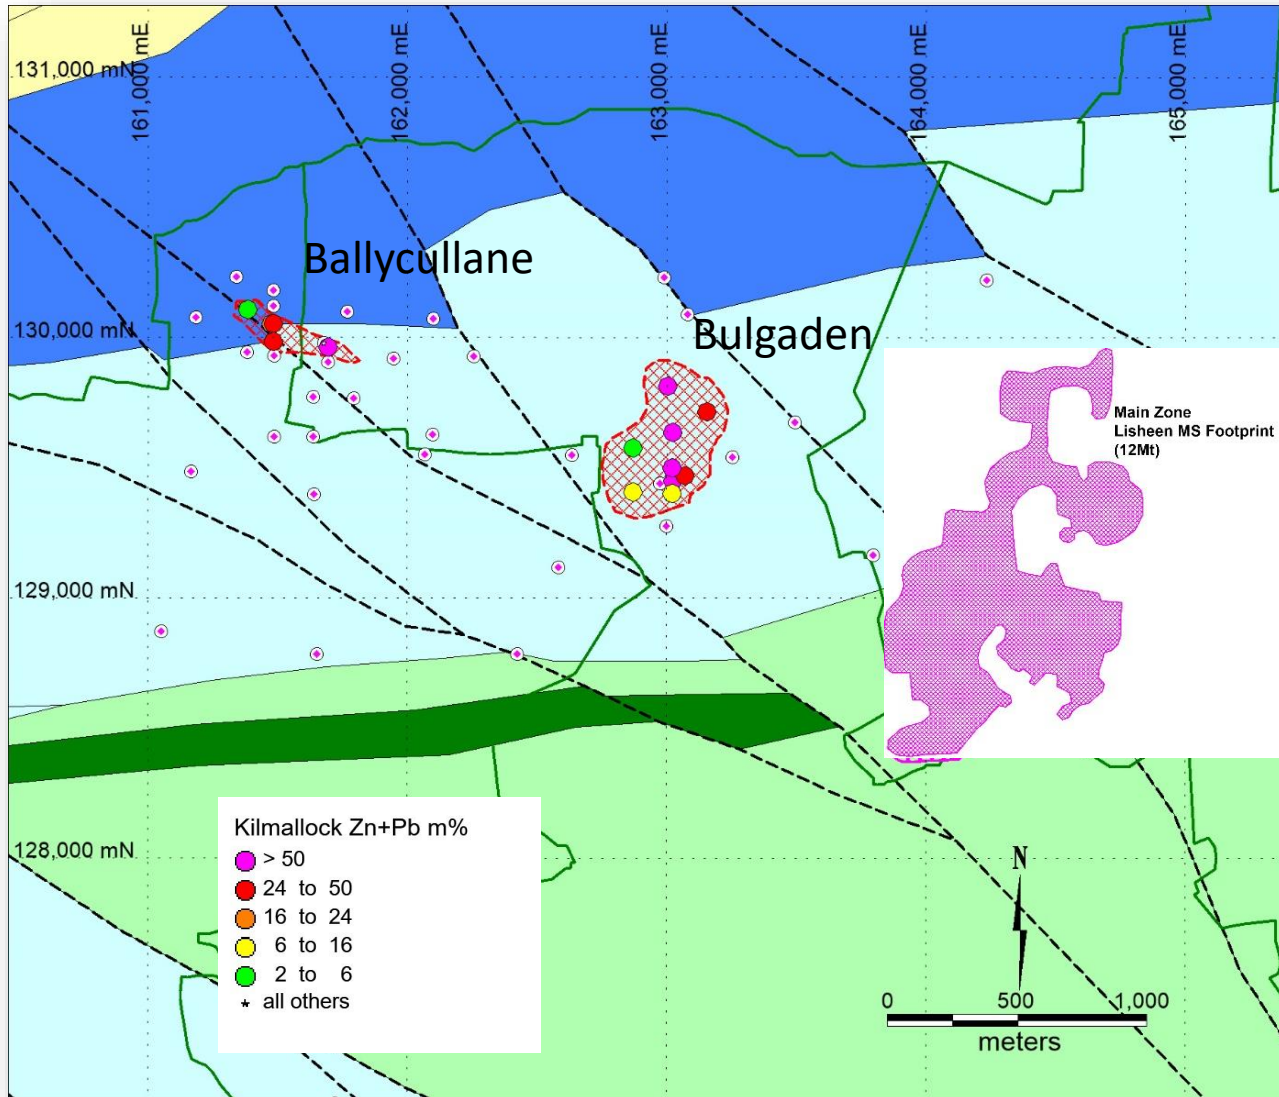 161,000 mE
162,000 mE
163,000 mE
164,000 mE
165,000 mE
131,000 mN
Ballycullane
130,000 mN
Bulgaden
Main Zone
Lisheen MS Footprint
(12Mt)
129,000 mN
128,000 mN
Kilmallock Zn+Pb m%
> 50
24 to 50
16 to 24
6 to 16
2 to 6
all others
N
0 500 1,000
meters